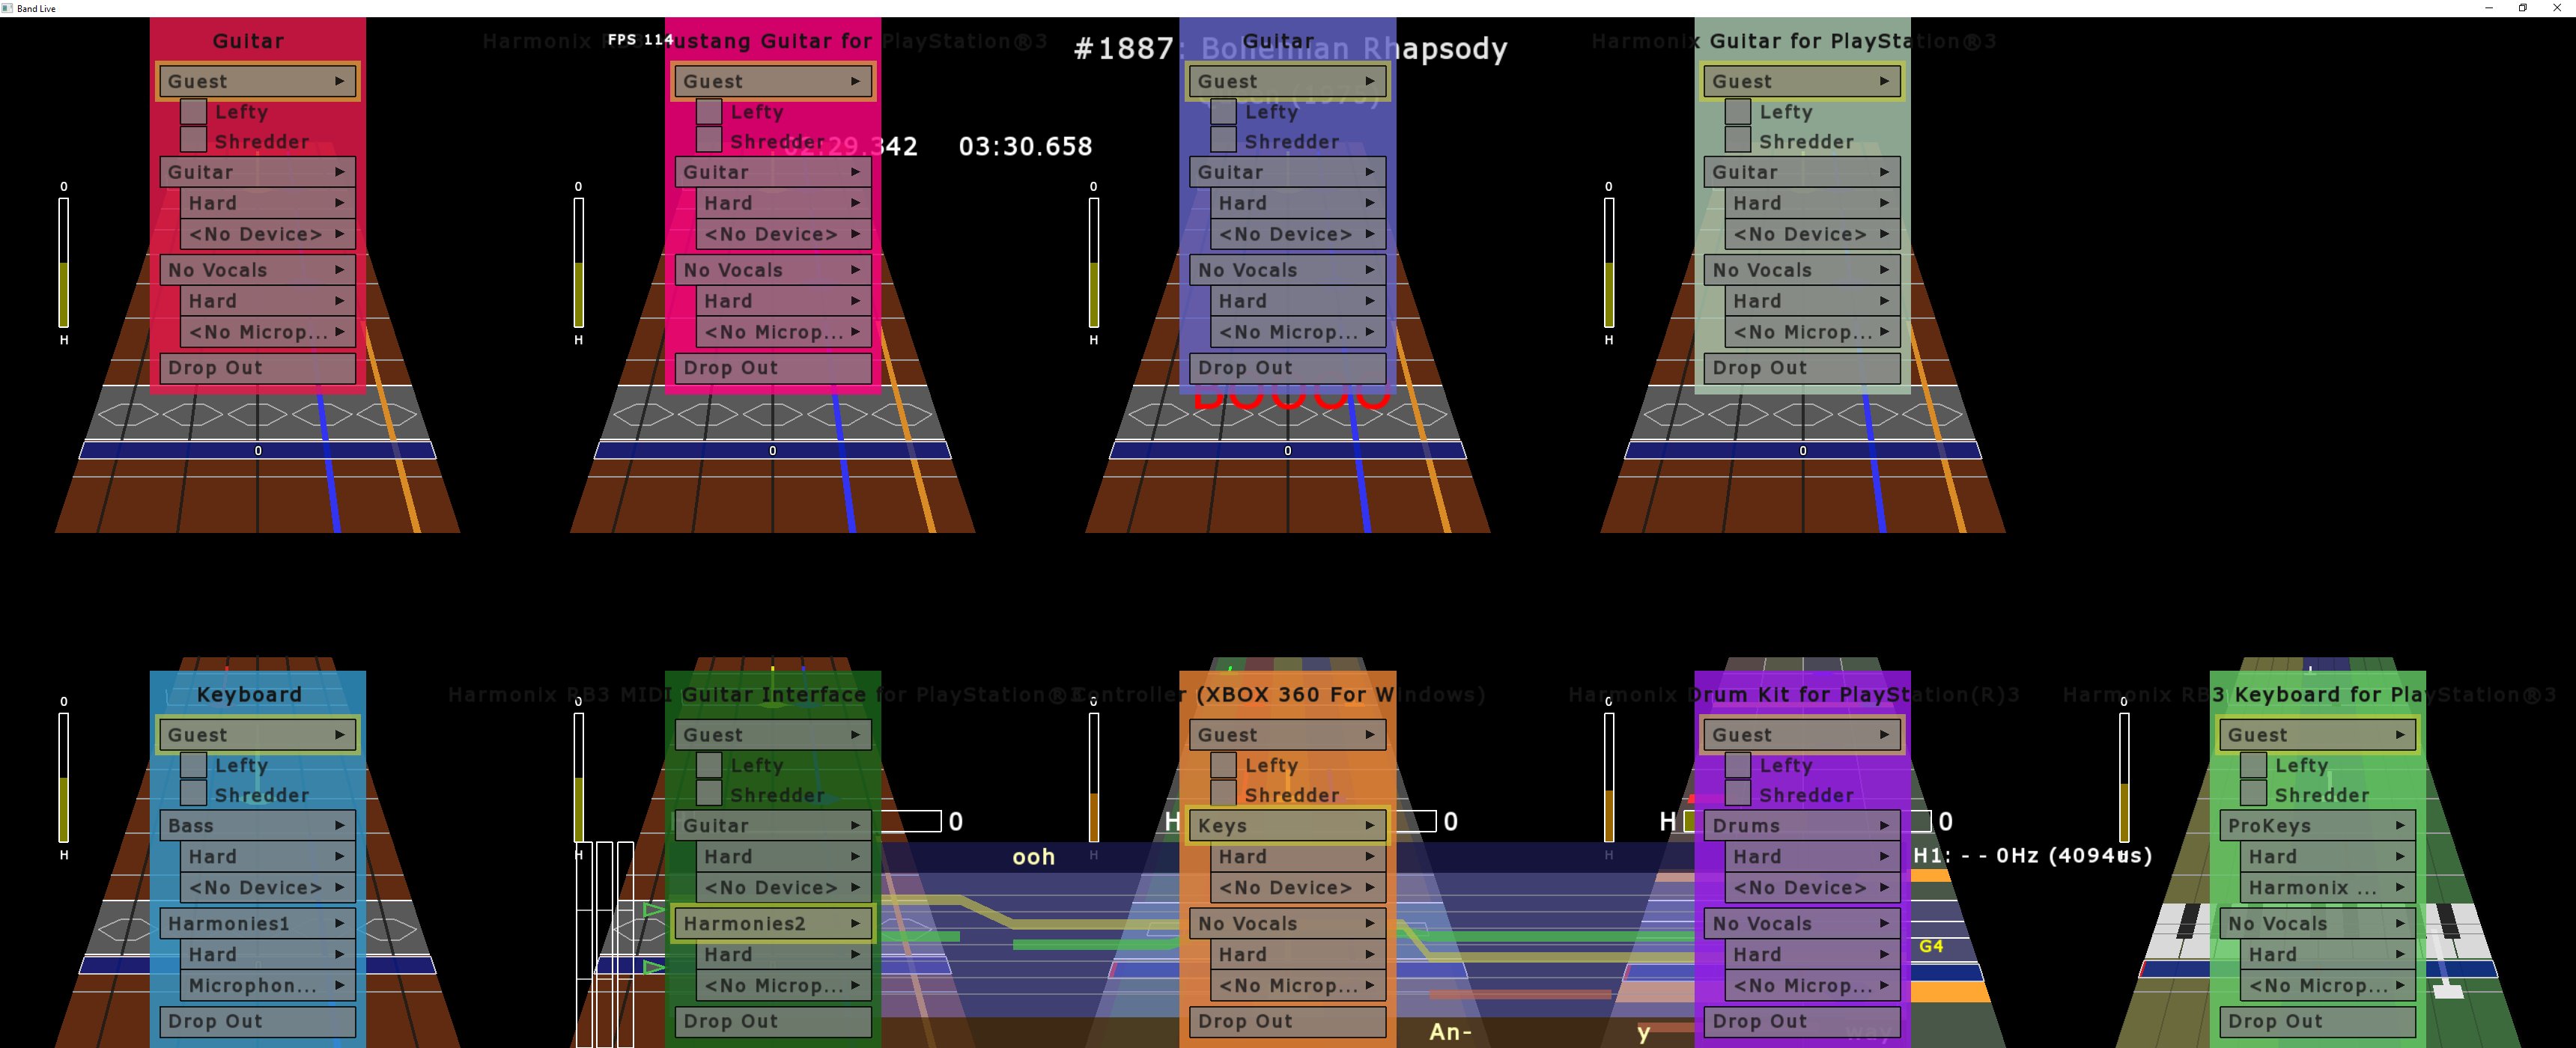 Band Live
FPS 114
#1887: Bohemian Rhapsody
02:29.342 03:30.658
Guitar
Guest
Lefty
Shredder
Guitar
Hard
<No Device>
No Vocals
Hard
<No Microp...
Drop Out
0
H
0
Harmonix RB3 Mustang Guitar for PlayStation®3
Guest
Lefty
Shredder
Guitar
Hard
<No Device>
No Vocals
Hard
<No Microp...
Drop Out
0
H
0
Guitar
Guest
Lefty
Shredder
Guitar
Hard
<No Device>
No Vocals
Hard
<No Microp...
Drop Out
0
H
0
Harmonix Guitar for PlayStation®3
Guest
Lefty
Shredder
Guitar
Hard
<No Device>
No Vocals
Hard
<No Microp...
Drop Out
0
H
0
Keyboard
Guest
Lefty
Shredder
Bass
Hard
<No Device>
Harmonies1
Hard
Microphon...
Drop Out
0
H
Harmonix RB3 MIDI Guitar Interface for PlayStation®3
Guest
Lefty
Shredder
Guitar
Hard
<No Device>
Harmonies2
Hard
<No Microp...
Drop Out
0
H
0
ooh
Controller (XBOX 360 For Windows)
Guest
Lefty
Shredder
Keys
Hard
<No Device>
No Vocals
Hard
<No Microp...
Drop Out
0
H
H
0
An-
y
Harmonix Drum Kit for PlayStation(R)3
Guest
Lefty
Shredder
Drums
Hard
<No Device>
No Vocals
Hard
<No Microp...
Drop Out
0
H
H
0
H1: - - 0Hz (4094us)
G4
way
Harmonix RB3 Keyboard for PlayStation®3
Guest
Lefty
Shredder
ProKeys
Hard
Harmonix ...
No Vocals
Hard
<No Microp...
Drop Out
0